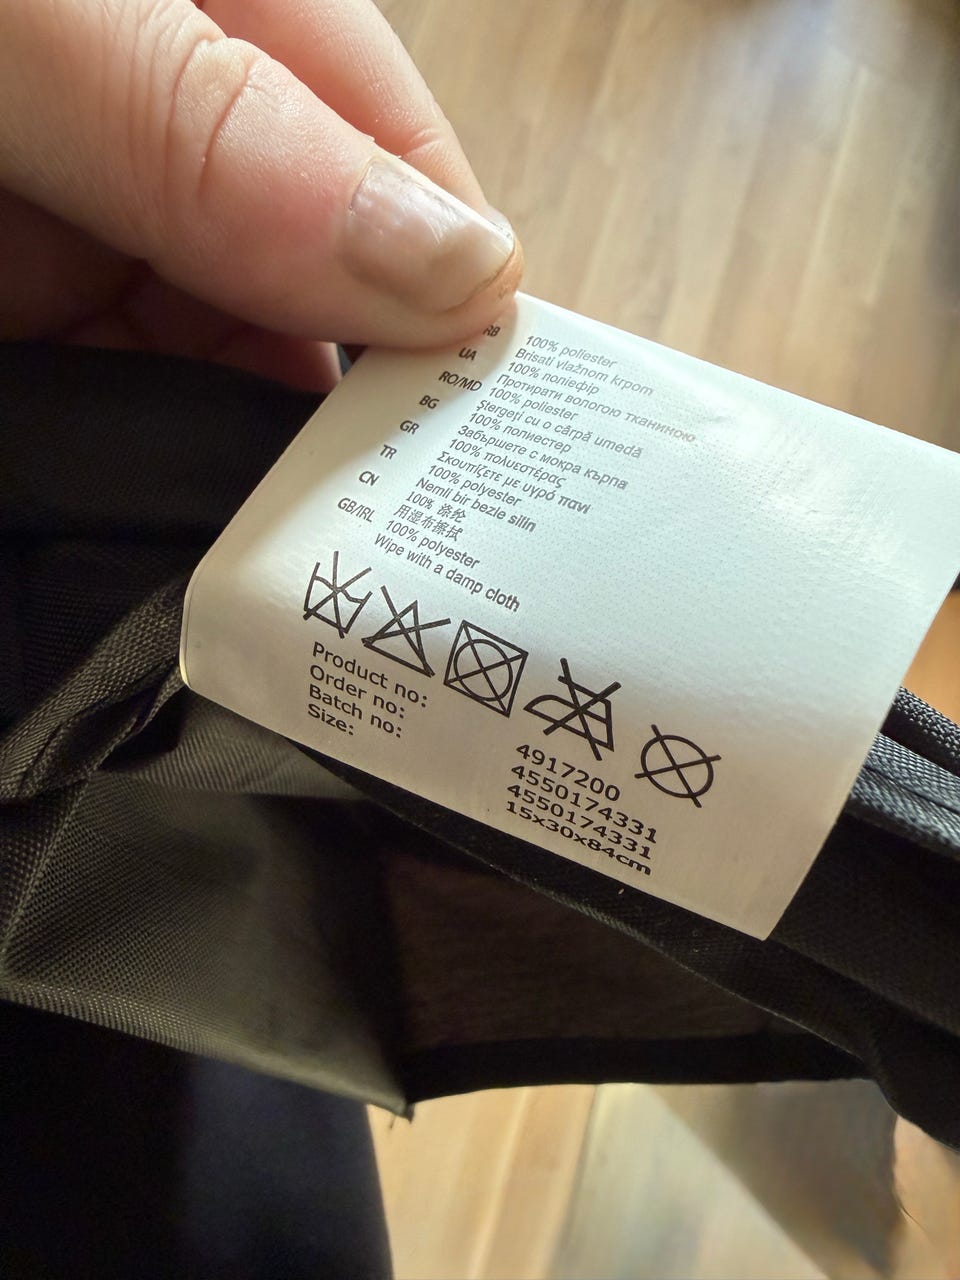 RB 100% poliester
Brisati vlažnom krpom
UA 100% поліефір
Протирати вологою тканиною
RO/MD 100% poliester
Ştergeţi cu o cârpă umedă
BG 100% полиестер
Забършете с мокра кърпа
GR 100% πολυεστέρας
Σκουπίζετε με υγρό πανί
TR 100% polyester
Nemli bir bezle silin
CN 100% 涤纶
用湿布擦拭
GB/IRL 100% polyester
Wipe with a damp cloth
Product no: 4917200
Order no: 4550174331
Batch no: 4550174331
Size: 15x30x84cm